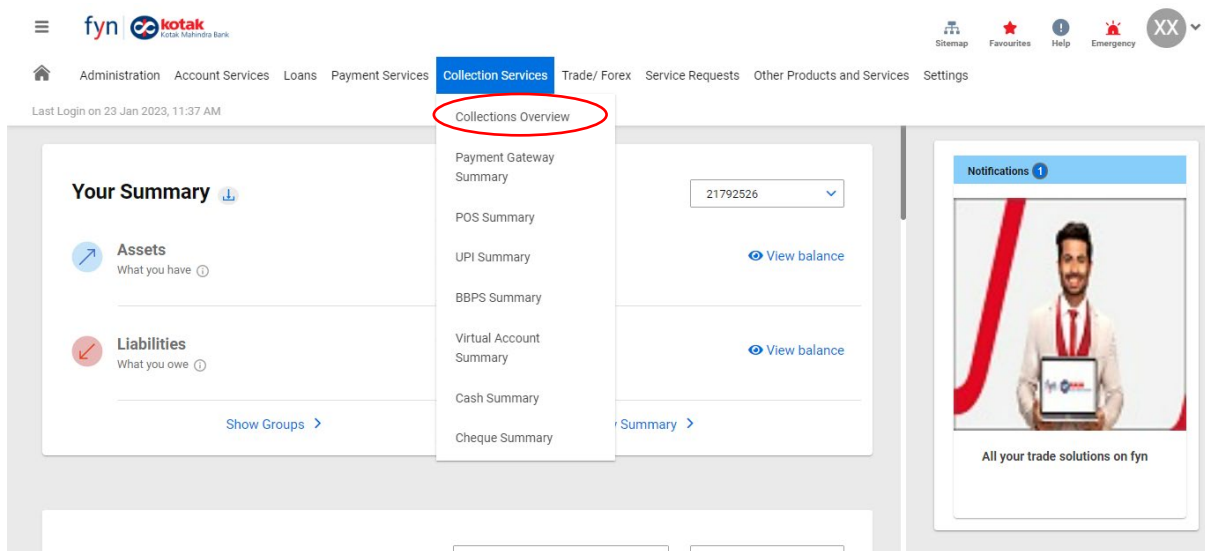 fyn kotak
Kotak Mahindra Bank
Sitemap Favourites Help Emergency XX
Administration Account Services Loans Payment Services Collection Services Trade/ Forex Service Requests Other Products and Services Settings
Last Login on 23 Jan 2023, 11:37 AM
Collections Overview
Payment Gateway
Summary
POS Summary
UPI Summary
BBPS Summary
Virtual Account
Summary
Cash Summary
Cheque Summary
Your Summary
21792526
Assets
What you have
View balance
Liabilities
What you owe
View balance
Show Groups
Summary
Notifications 1
fyn kotak
All your trade solutions on fyn